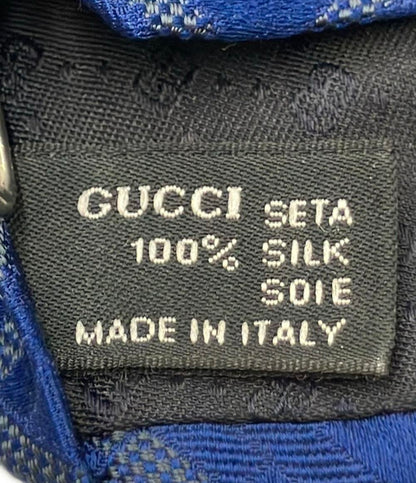 GUCCI SETA
100% SILK
SOIE
MADE IN ITALY